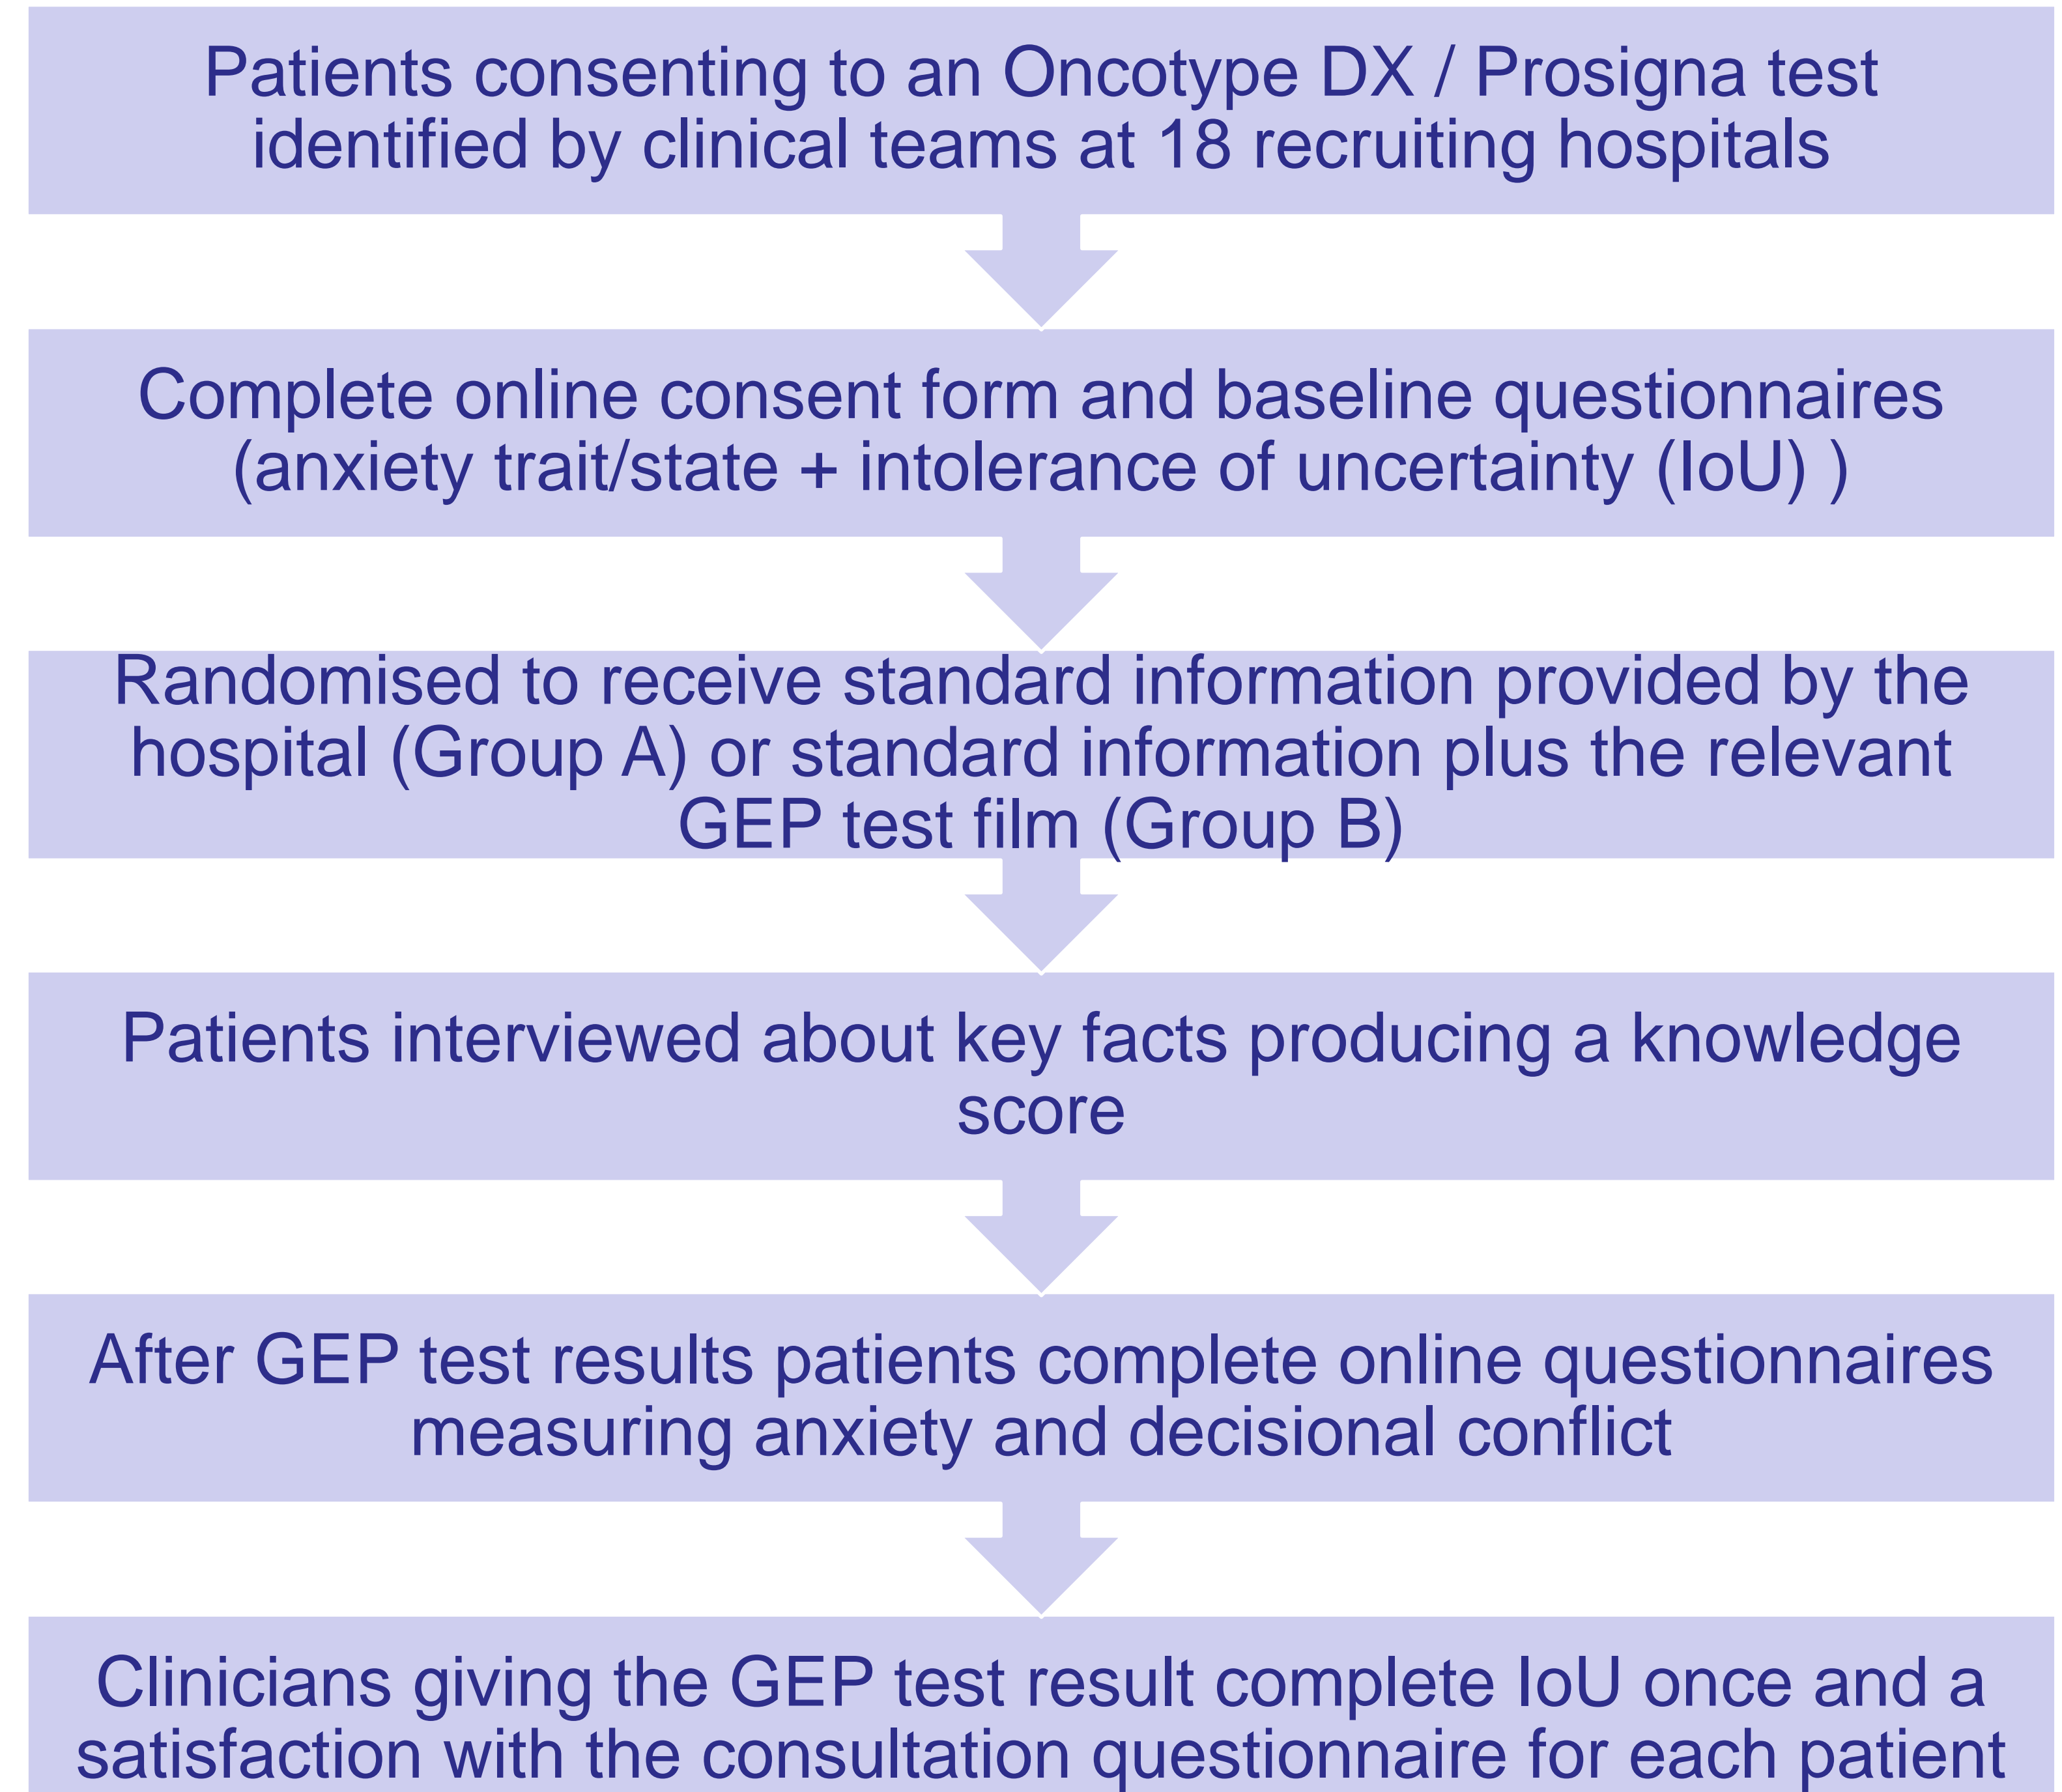 Patients consenting to an Oncotype DX / Prosigna test
identified by clinical teams at 18 recruiting hospitals
Complete online consent form and baseline questionnaires
(anxiety trait/state + intolerance of uncertainty (IoU) )
Randomised to receive standard information provided by the
hospital (Group A) or standard information plus the relevant
GEP test film (Group B)
Patients interviewed about key facts producing a knowledge
score
After GEP test results patients complete online questionnaires
measuring anxiety and decisional conflict
Clinicians giving the GEP test result complete IoU once and a
satisfaction with the consultation questionnaire for each patient